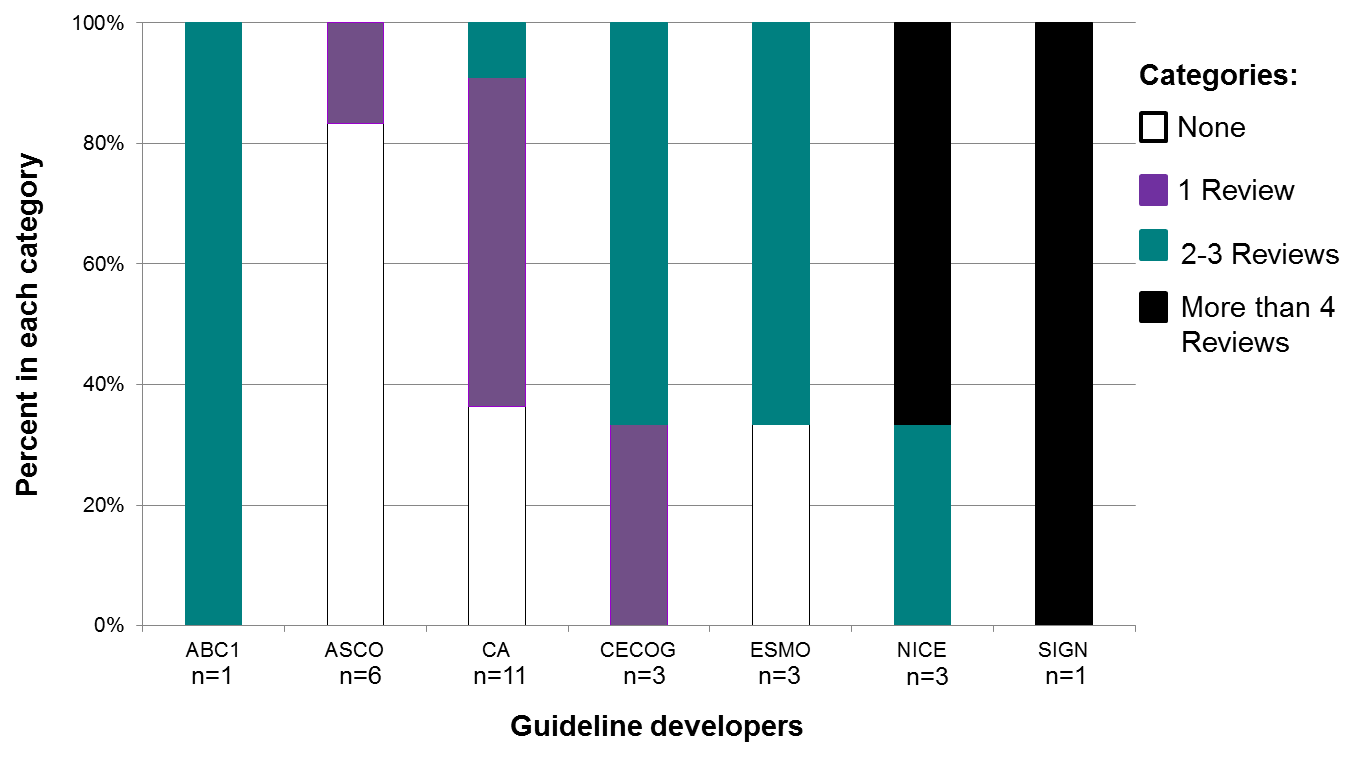 100%
80%
60%
40%
20%
0%
Percent in each category
ABC1 ASCO CA CECOG ESMO NICE SIGN
n=1 n=6 n=11 n=3 n=3 n=3 n=1
Guideline developers
Categories:
None
1 Review
2-3 Reviews
More than 4
Reviews